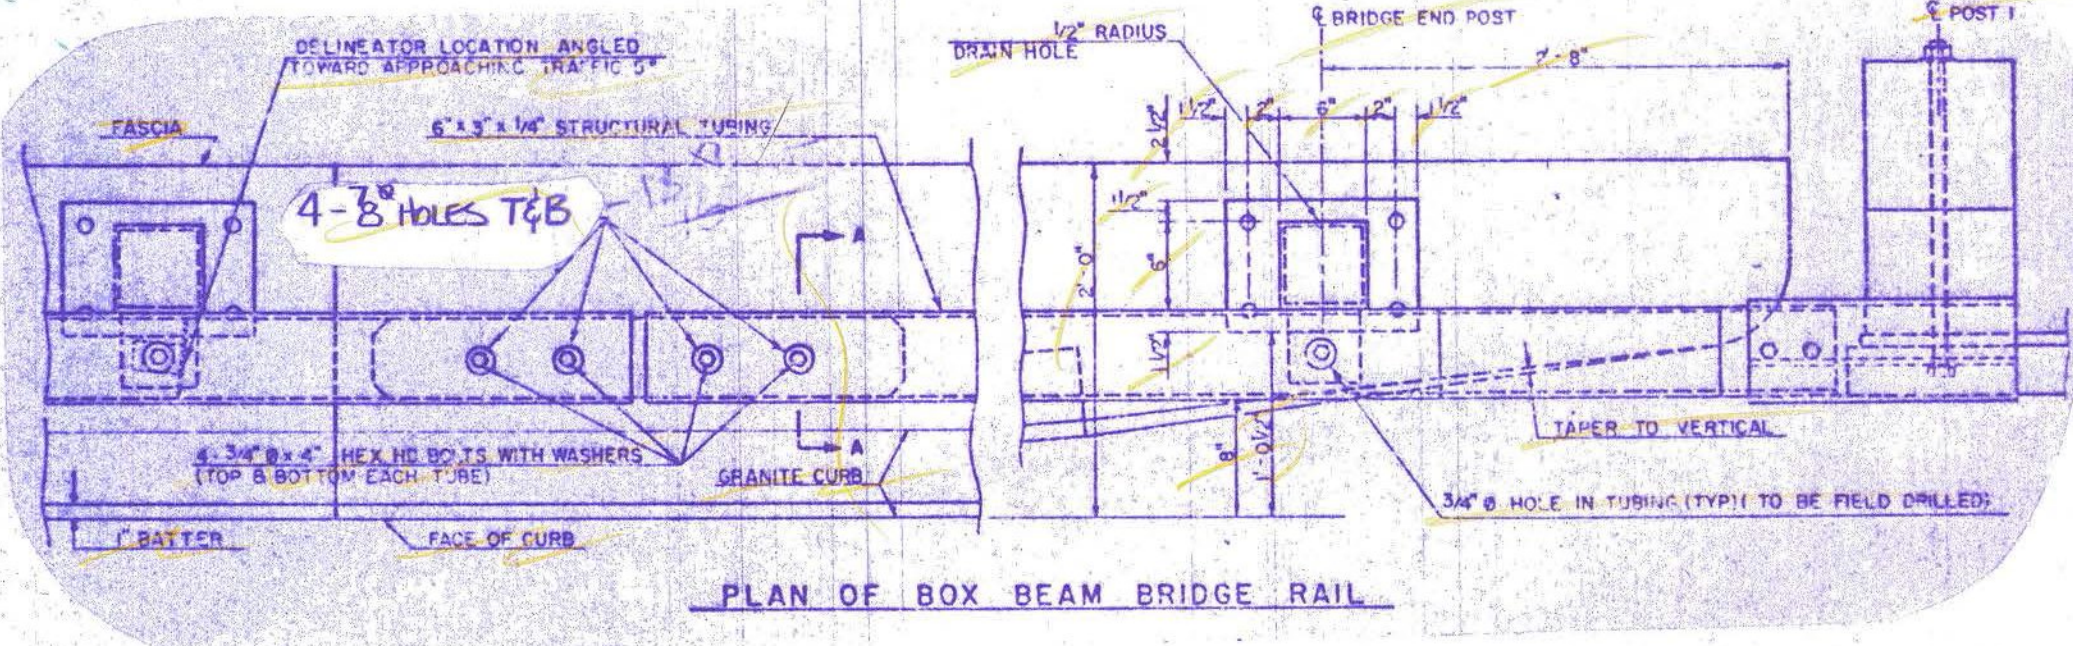 ℄ BRIDGE END POST
℄ POST 1
DELINEATOR LOCATION ANGLED
TOWARD APPROACHING TRAFFIC 5°
1/2" RADIUS
DRAIN HOLE
2'-8"
FASCIA
6" x 3" x 1/4" STRUCTURAL TUBING
2 1/2"
1 1/2"
2"
6"
2"
1 1/2"
4-7/8"ø HOLES T&B
A
1 1/2"
6"
2'-0"
1 1/2"
A
8"
1'-0 1/2"
TAPER TO VERTICAL
4-3/4" Ø x 4" HEX HD BOLTS WITH WASHERS
(TOP & BOTTOM EACH TUBE)
GRANITE CURB
3/4" Ø HOLE IN TUBING (TYP)( TO BE FIELD DRILLED)
1" BATTER
FACE OF CURB
PLAN OF BOX BEAM BRIDGE RAIL